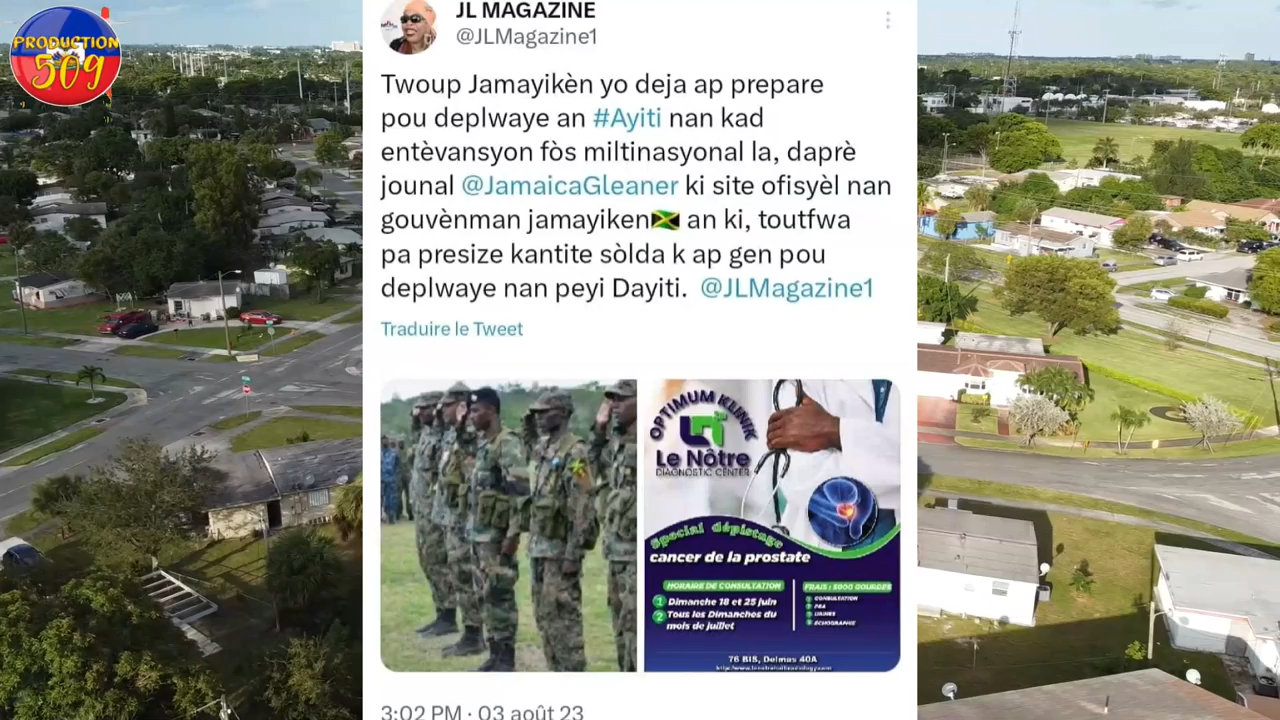 PRODUCTION
509
JL MAGAZINE
@JLMagazine1
Twoup Jamayikèn yo deja ap prepare
pou deplwaye an #Ayiti nan kad
entèvansyon fòs miltinasyonal la, daprè
jounal @JamaicaGleaner ki site ofisyèl nan
gouvènman jamayiken🇯🇲 an ki, toutfwa
pa presize kantite sòlda k ap gen pou
deplwaye nan peyi Dayiti. @JLMagazine1
Traduire le Tweet
OPTIMUM KLINIK
Le Nôtre
DIAGNOSTIC CENTER
Special dépistage
cancer de la prostate
HORAIRE DE CONSULTATION
1 Dimanche 18 et 25 juin
2 Tous les Dimanches du
mois de juillet
FRAIS : 5000 GOURDES
CONSULTATION
PSA
URINES
ÉCHOGRAPHIE
76 BIS, Delmas 40A
3:02 PM · 03 août 23